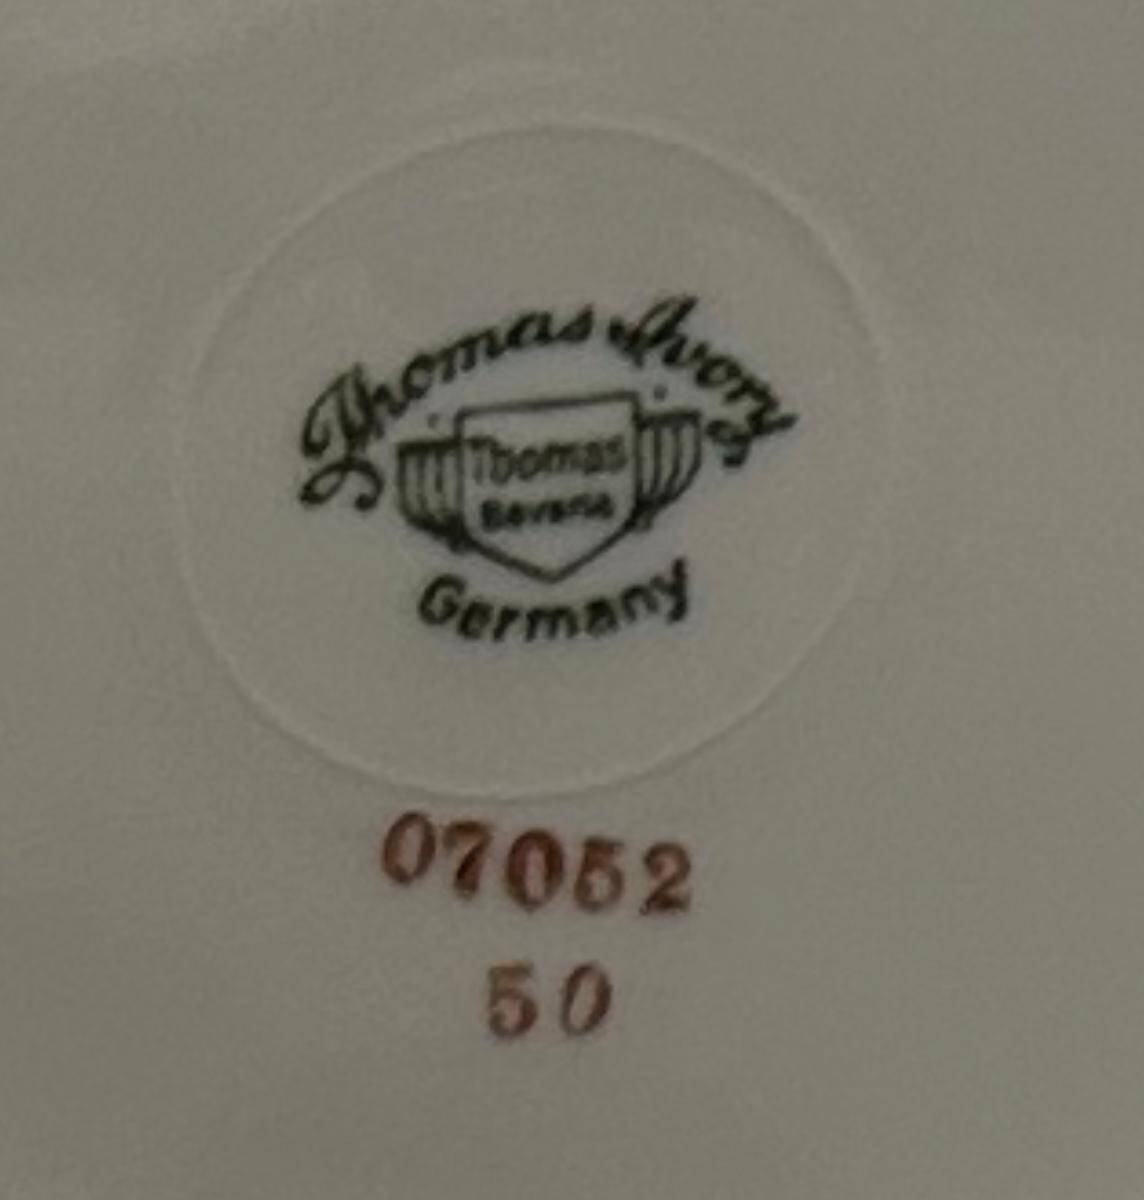 Thomas Ivory
Thomas
Bavaria
Germany
07052
50